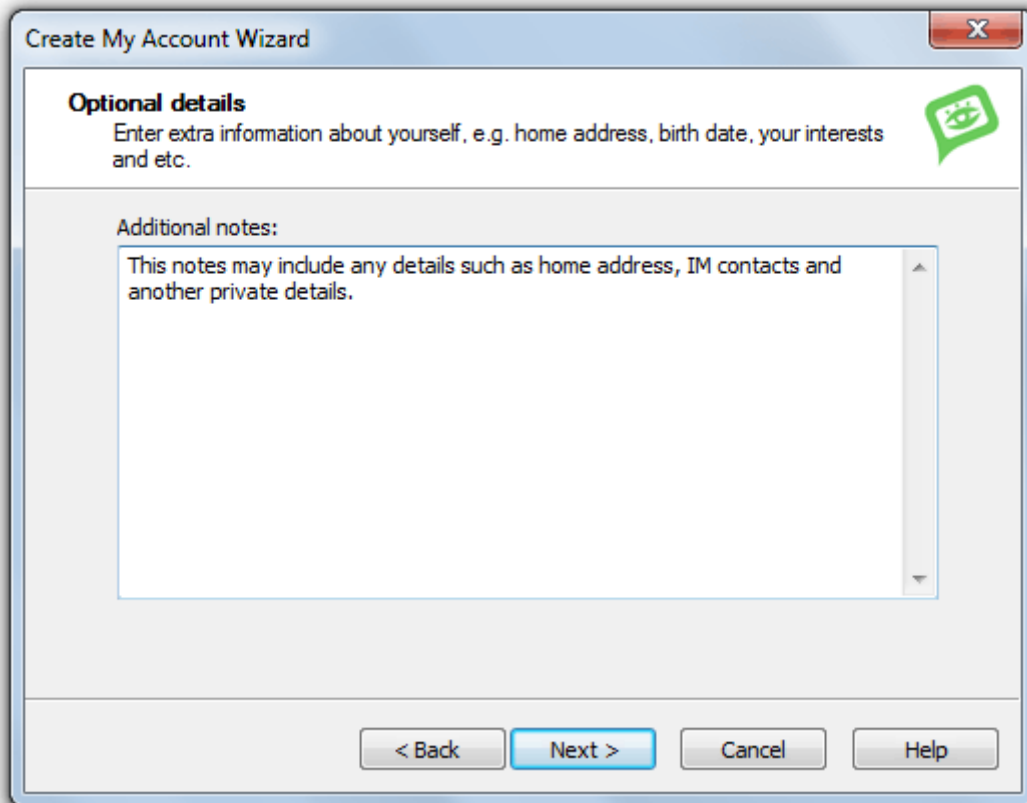 Create My Account Wizard
Optional details
Enter extra information about yourself, e.g. home address, birth date, your interests
and etc.
Additional notes:
This notes may include any details such as home address, IM contacts and
another private details.
< Back
Next >
Cancel
Help